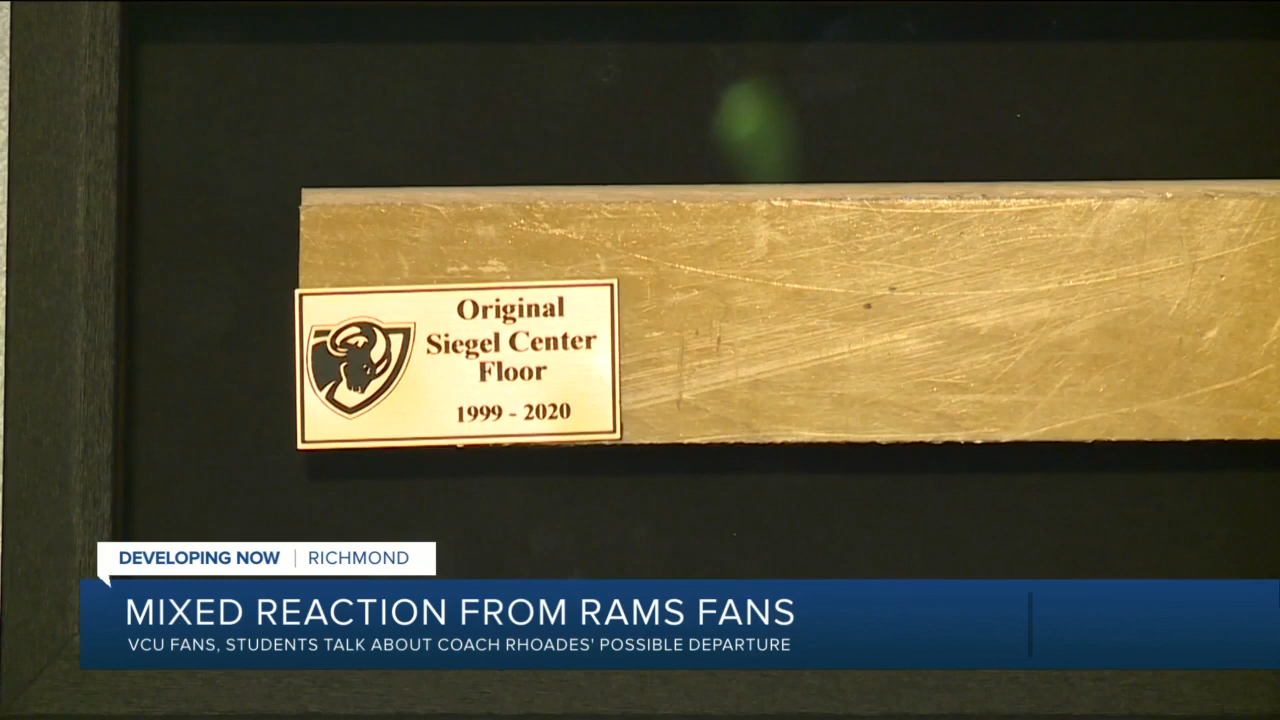 Original
Siegel Center
Floor
1999 - 2020
DEVELOPING NOW | RICHMOND
MIXED REACTION FROM RAMS FANS
VCU FANS, STUDENTS TALK ABOUT COACH RHOADES' POSSIBLE DEPARTURE